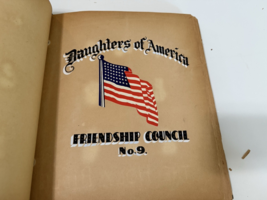 Daughters of America
FRIENDSHIP COUNCIL
No. 9.